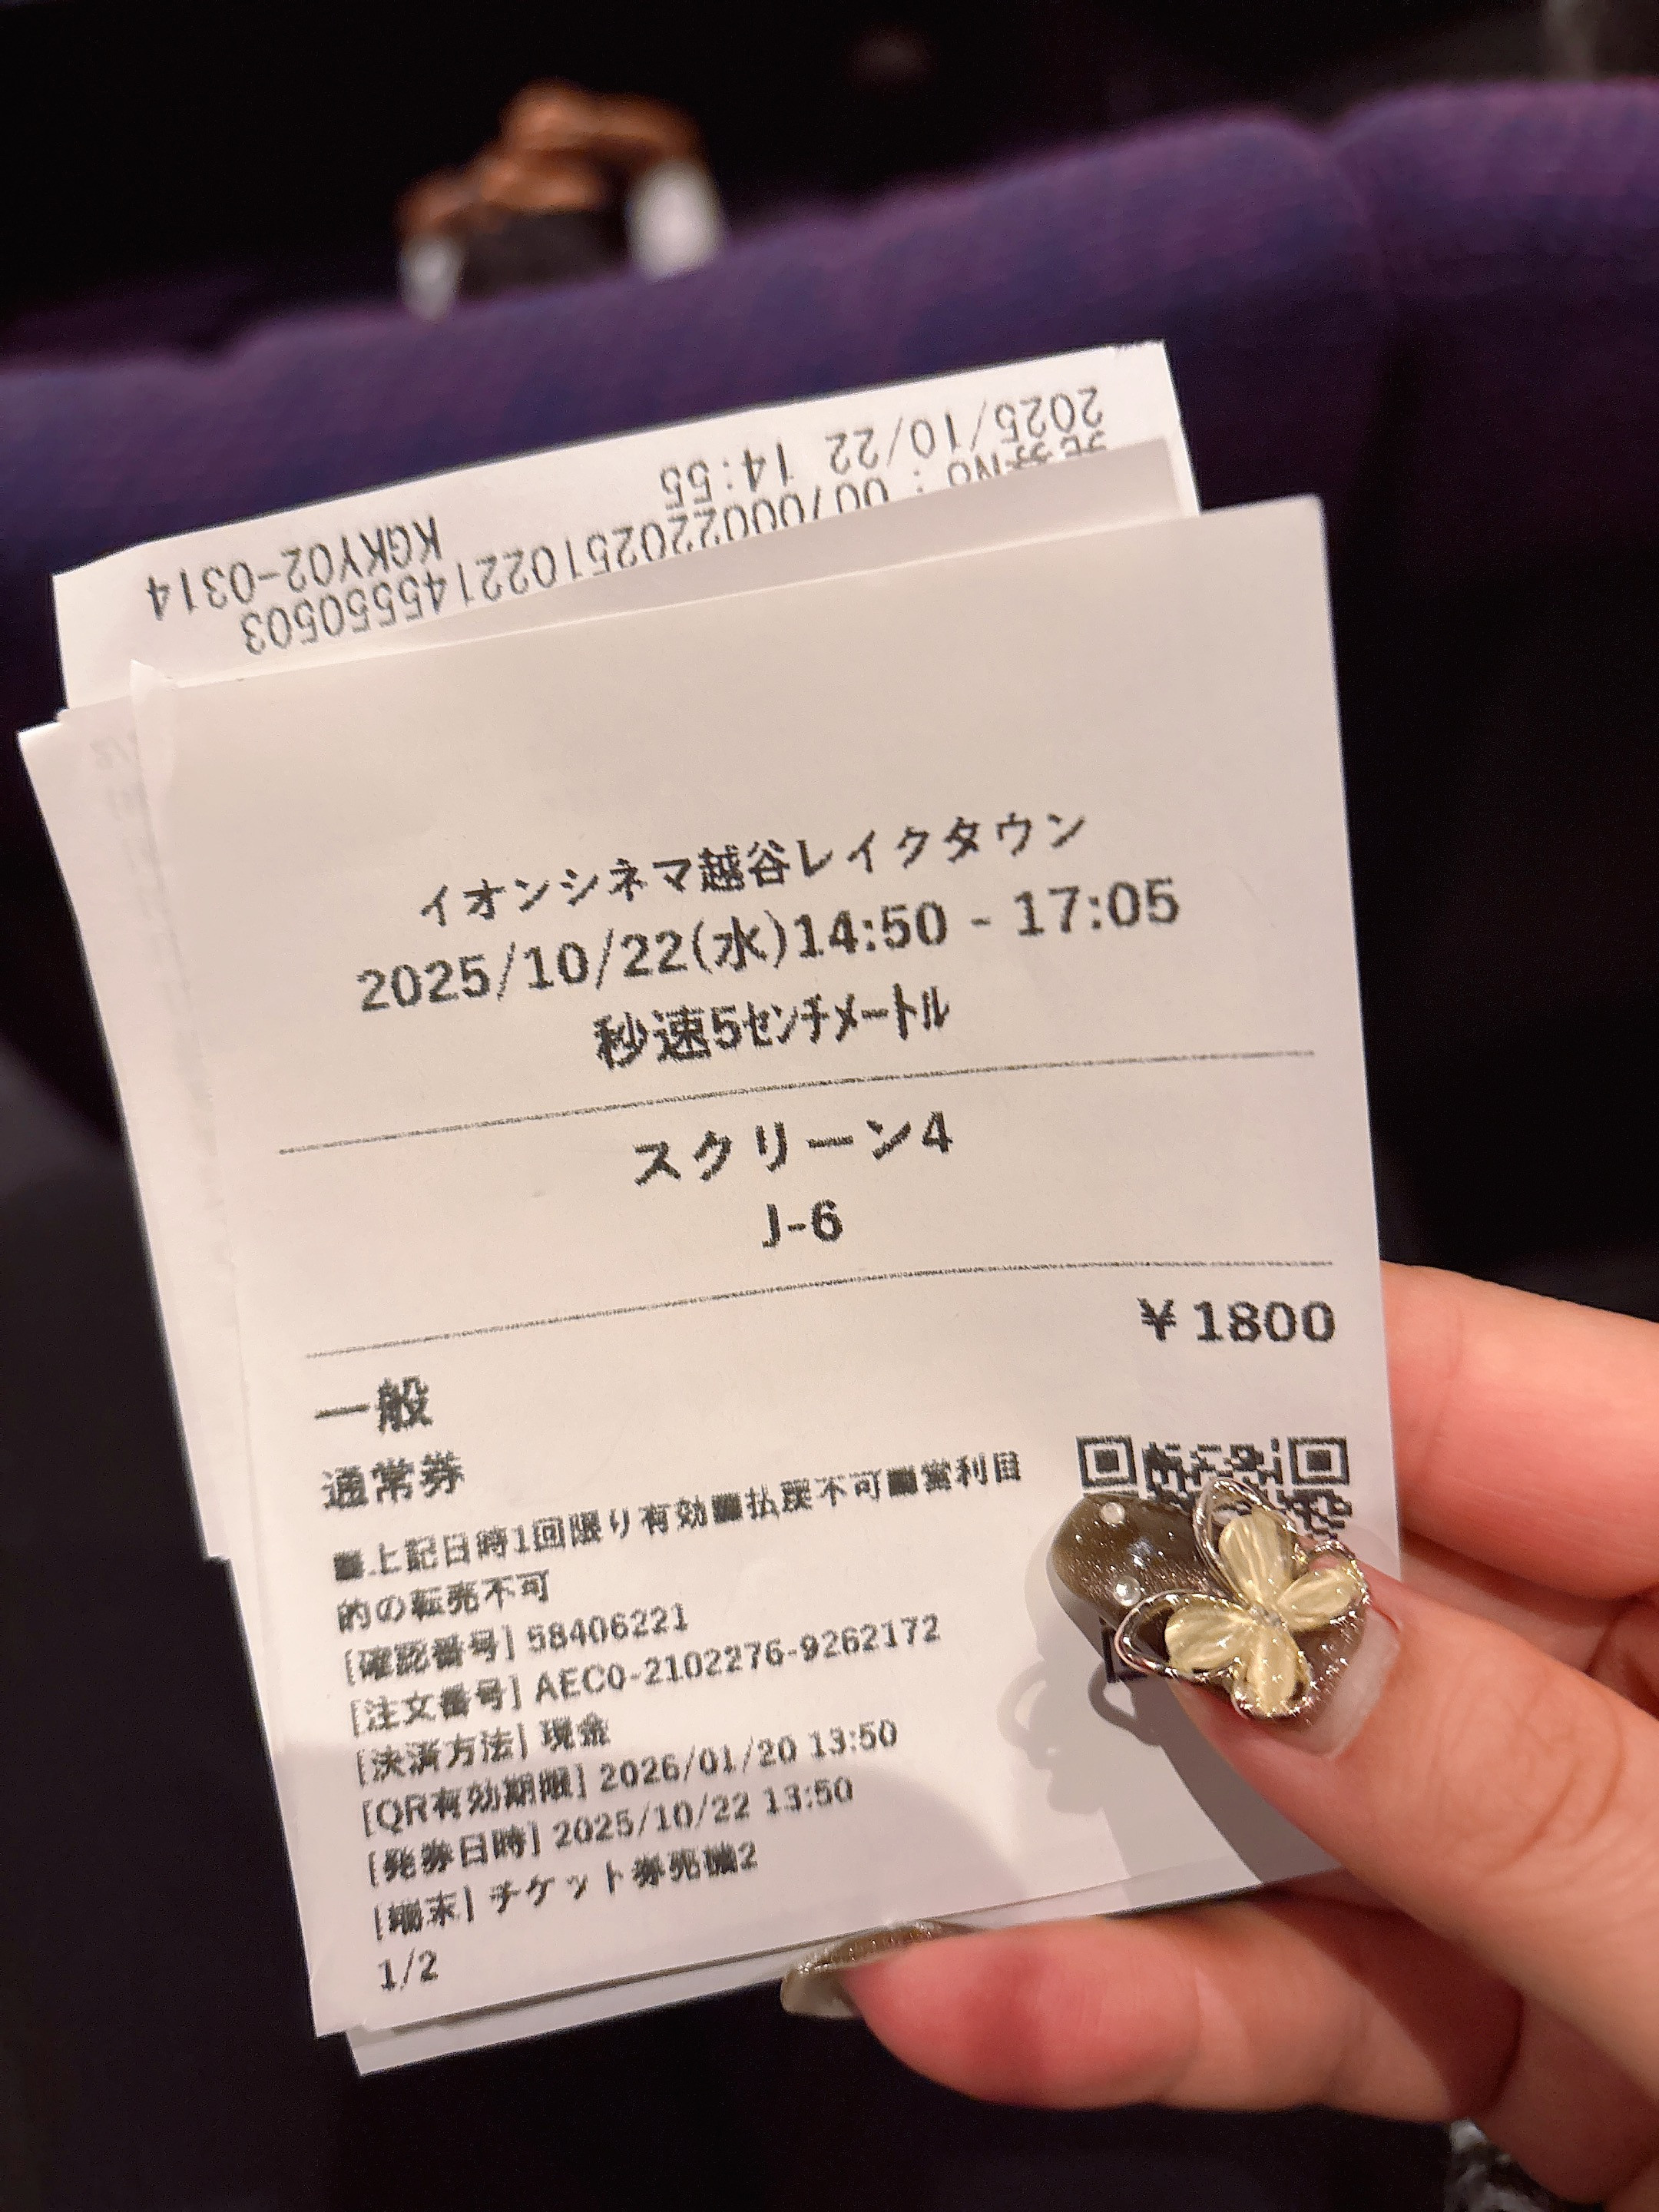 2025/10/22 14:55
KGKY02-0314
イオンシネマ越谷レイクタウン
2025/10/22(水)14:50 - 17:05
秒速5ｾﾝﾁﾒｰﾄﾙ
スクリーン4
J-6
¥1800
一般
通常券
■上記日時1回限り有効■払戻不可■営利目
的の転売不可
[確認番号] 58406221
[注文番号] AEC0-2102276-9262172
[決済方法] 現金
[QR有効期限] 2026/01/20 13:50
[発券日時] 2025/10/22 13:50
[端末] チケット券売機2
1/2